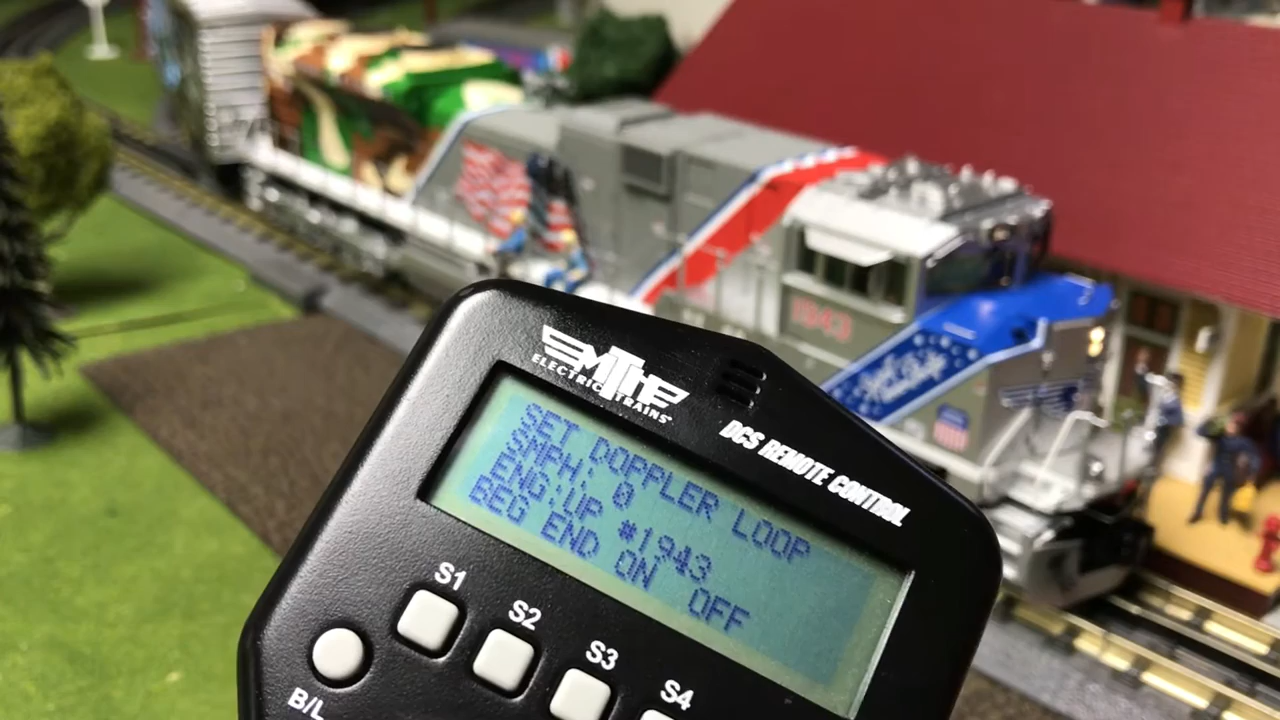 MTH
ELECTRIC TRAINS
DCS REMOTE CONTROL
SET DOPPLER LOOP
SMPH: 0
ENG:UP #1943
BEG END ON OFF
S1
S2
S3
S4
B/L
1943